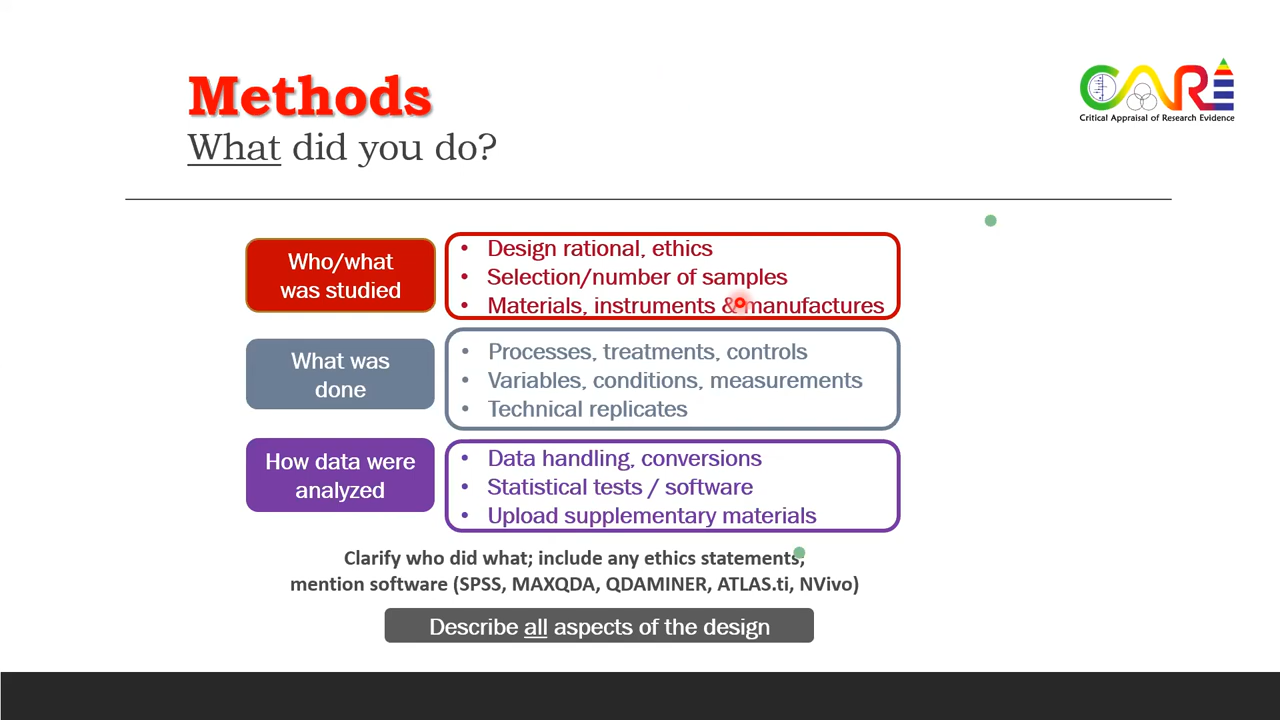 Methods
What did you do?
CARE
Critical Appraisal of Research Evidence
Who/what
was studied
• Design rational, ethics
• Selection/number of samples
• Materials, instruments & manufactures
What was
done
• Processes, treatments, controls
• Variables, conditions, measurements
• Technical replicates
How data were
analyzed
• Data handling, conversions
• Statistical tests / software
• Upload supplementary materials
Clarify who did what; include any ethics statements;
mention software (SPSS, MAXQDA, QDAMINER, ATLAS.ti, NVivo)
Describe all aspects of the design